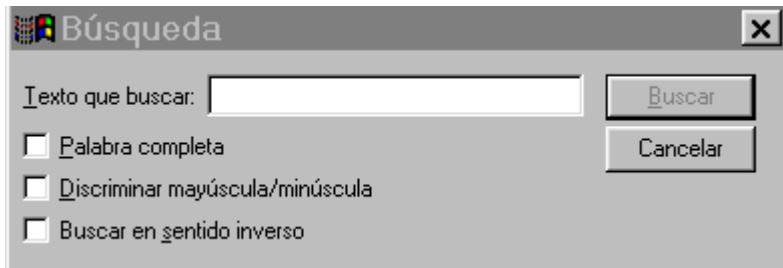 Búsqueda
Texto que buscar: Buscar
Palabra completa Cancelar
Discriminar mayúscula/minúscula
Buscar en sentido inverso